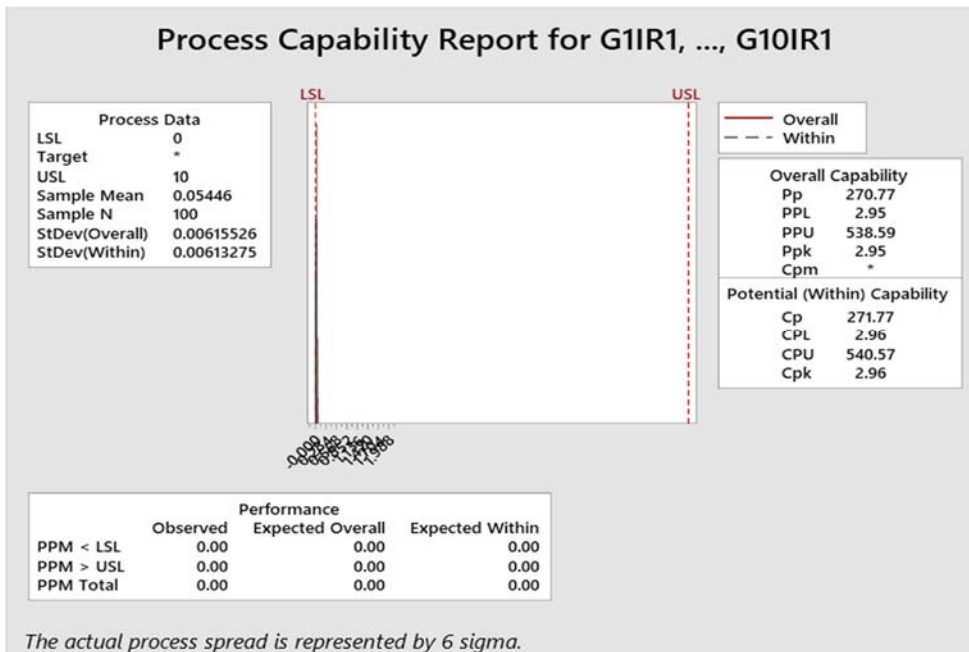 Process Capability Report for G1IR1, ..., G10IR1
LSL USL
Process Data
LSL 0
Target *
USL 10
Sample Mean 0.05446
Sample N 100
StDev(Overall) 0.00615526
StDev(Within) 0.00613275
Overall
Within
Overall Capability
Pp 270.77
PPL 2.95
PPU 538.59
Ppk 2.95
Cpm *
Potential (Within) Capability
Cp 271.77
CPL 2.96
CPU 540.57
Cpk 2.96
-0.000
Performance
Observed Expected Overall Expected Within
PPM < LSL 0.00 0.00 0.00
PPM > USL 0.00 0.00 0.00
PPM Total 0.00 0.00 0.00
The actual process spread is represented by 6 sigma.